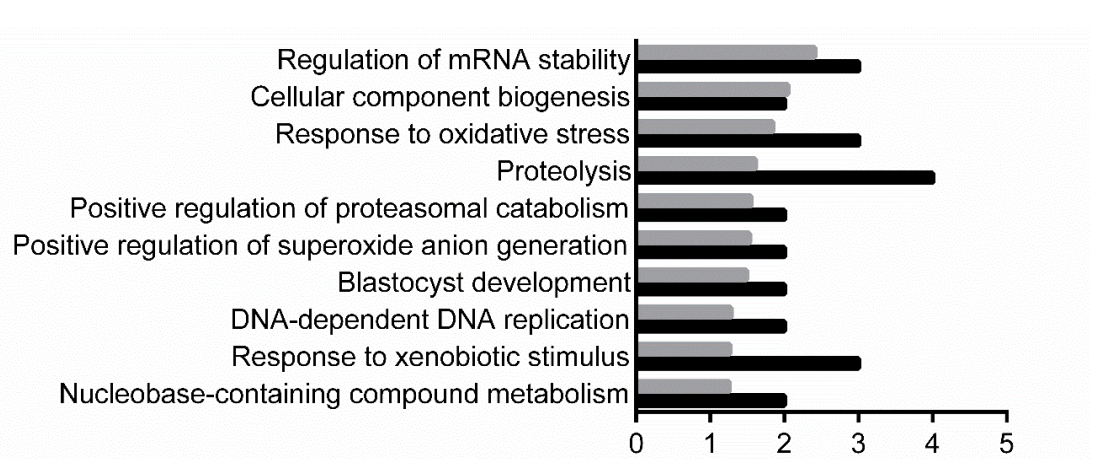 Regulation of mRNA stability
Cellular component biogenesis
Response to oxidative stress
Proteolysis
Positive regulation of proteasomal catabolism
Positive regulation of superoxide anion generation
Blastocyst development
DNA-dependent DNA replication
Response to xenobiotic stimulus
Nucleobase-containing compound metabolism
0 1 2 3 4 5